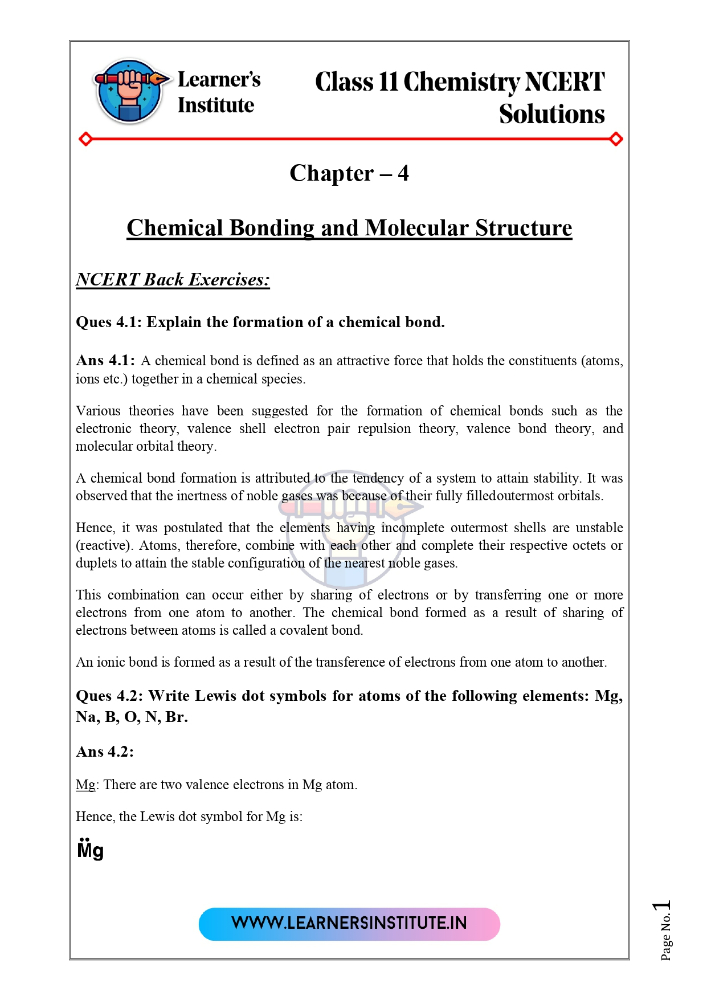 Learner's
Institute
Class 11 Chemistry NCERT
Solutions
Chapter – 4
Chemical Bonding and Molecular Structure
NCERT Back Exercises:
Ques 4.1: Explain the formation of a chemical bond.
Ans 4.1: A chemical bond is defined as an attractive force that holds the constituents (atoms,
ions etc.) together in a chemical species.
Various theories have been suggested for the formation of chemical bonds such as the
electronic theory, valence shell electron pair repulsion theory, valence bond theory, and
molecular orbital theory.
A chemical bond formation is attributed to the tendency of a system to attain stability. It was
observed that the inertness of noble gases was because of their fully filledoutermost orbitals.
Hence, it was postulated that the elements having incomplete outermost shells are unstable
(reactive). Atoms, therefore, combine with each other and complete their respective octets or
duplets to attain the stable configuration of the nearest noble gases.
This combination can occur either by sharing of electrons or by transferring one or more
electrons from one atom to another. The chemical bond formed as a result of sharing of
electrons between atoms is called a covalent bond.
An ionic bond is formed as a result of the transference of electrons from one atom to another.
Ques 4.2: Write Lewis dot symbols for atoms of the following elements: Mg,
Na, B, O, N, Br.
Ans 4.2:
Mg: There are two valence electrons in Mg atom.
Hence, the Lewis dot symbol for Mg is:
M̈g
WWW.LEARNERSINSTITUTE.IN
Page No. 1